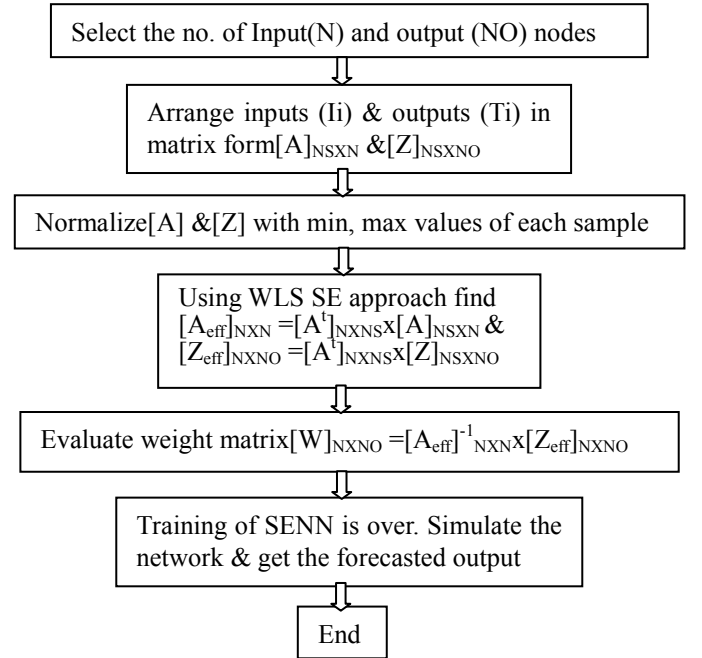 Select the no. of Input(N) and output (NO) nodes
Arrange inputs (Ii) & outputs (Ti) in
matrix form[A]NSXN &[Z]NSXNO
Normalize[A] &[Z] with min, max values of each sample
Using WLS SE approach find
[Aeff]NXN =[At]NXNSx[A]NSXN &
[Zeff]NXNO =[At]NXNSx[Z]NSXNO
Evaluate weight matrix[W]NXNO =[Aeff]-1NXNx[Zeff]NXNO
Training of SENN is over. Simulate the
network & get the forecasted output
End